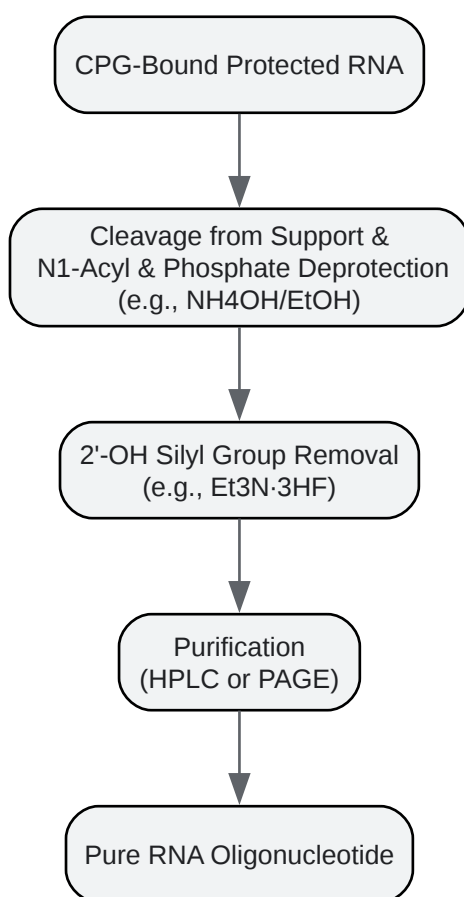 CPG-Bound Protected RNA
Cleavage from Support &
N1-Acyl & Phosphate Deprotection
(e.g., NH4OH/EtOH)
2'-OH Silyl Group Removal
(e.g., Et3N·3HF)
Purification
(HPLC or PAGE)
Pure RNA Oligonucleotide